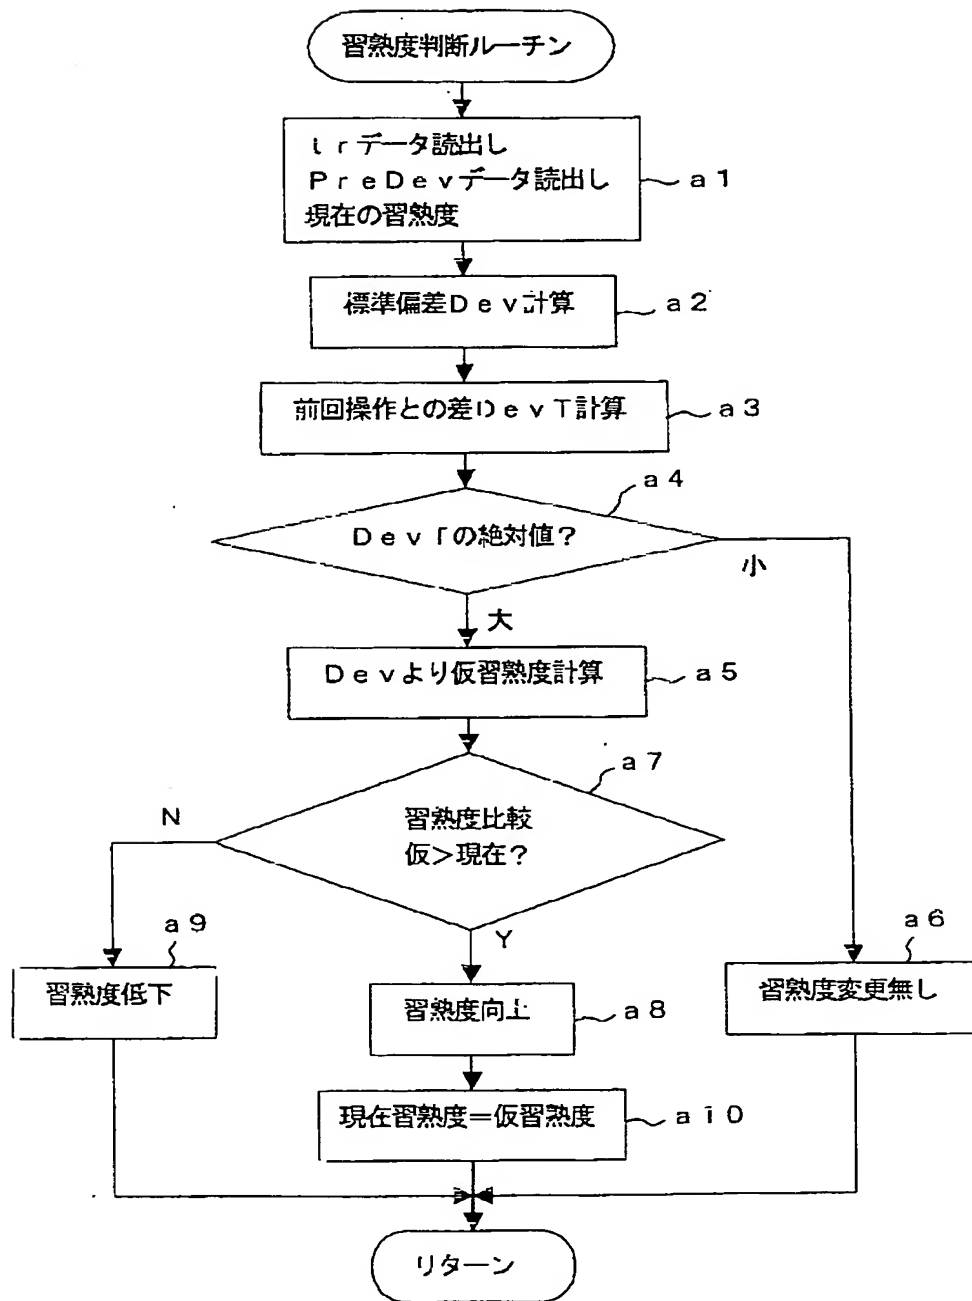 習熟度判断ルーチン
ｔｒデータ読出し
ＰｒｅＤｅｖデータ読出し
現在の習熟度
ａ１
標準偏差Ｄｅｖ計算
ａ２
前回操作との差ＤｅｖＴ計算
ａ３
ａ４
ＤｅｖＴの絶対値？
小
大
Ｄｅｖより仮習熟度計算
ａ５
ａ７
習熟度比較
仮＞現在？
Ｎ
Ｙ
ａ９
習熟度低下
習熟度向上
ａ８
ａ６
習熟度変更無し
現在習熟度＝仮習熟度
ａ１０
リターン